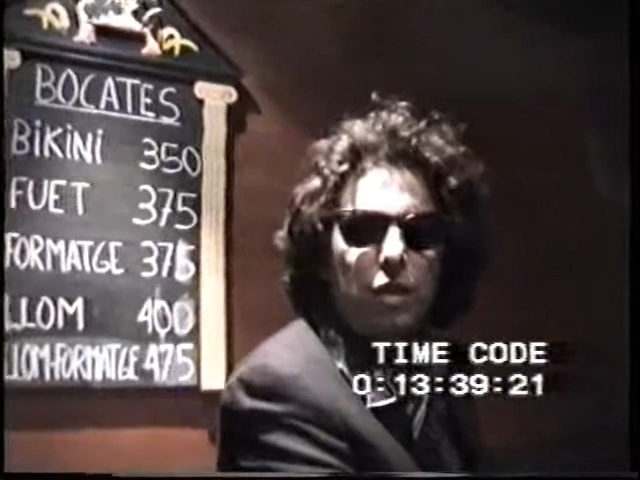 BOCATES
BIKINI 350
FUET 375
FORMATGE 375
LLOM 400
LLOM-FORMATGE 475
TIME CODE
0:13:39:21